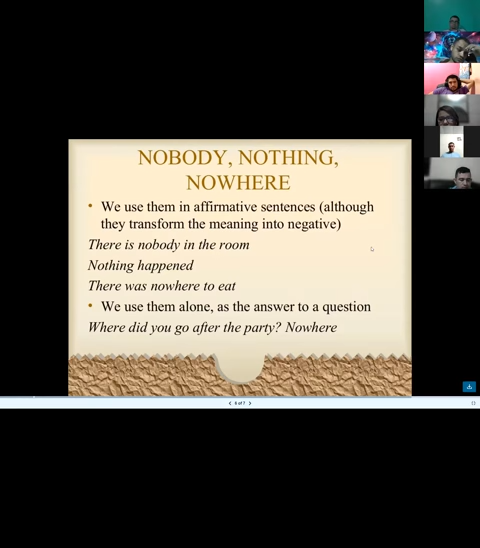 NOBODY, NOTHING,
NOWHERE
• We use them in affirmative sentences (although
they transform the meaning into negative)
There is nobody in the room
Nothing happened
There was nowhere to eat
• We use them alone, as the answer to a question
Where did you go after the party? Nowhere